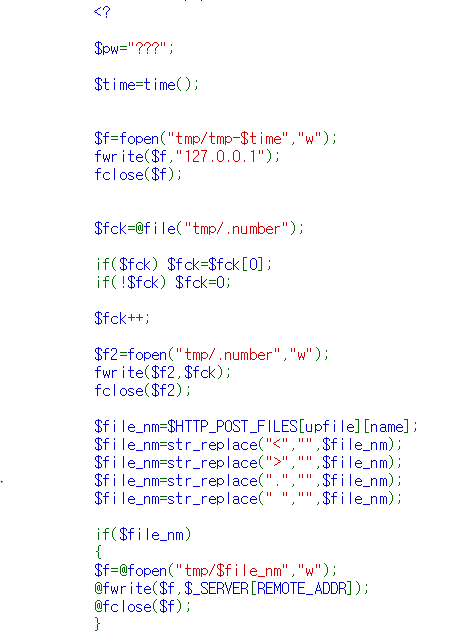 <?
$pw="???";
$time=time();
$f=fopen("tmp/tmp-$time","w");
fwrite($f,"127.0.0.1");
fclose($f);
$fck=@file("tmp/.number");
if($fck) $fck=$fck[0];
if(!$fck) $fck=0;
$fck++;
$f2=fopen("tmp/.number","w");
fwrite($f2,$fck);
fclose($f2);
$file_nm=$HTTP_POST_FILES[upfile][name];
$file_nm=str_replace("<","",$file_nm);
$file_nm=str_replace(">","",$file_nm);
$file_nm=str_replace(".","",$file_nm);
$file_nm=str_replace(" ","",$file_nm);
if($file_nm)
{
$f=@fopen("tmp/$file_nm","w");
@fwrite($f,$_SERVER[REMOTE_ADDR]);
@fclose($f);
}